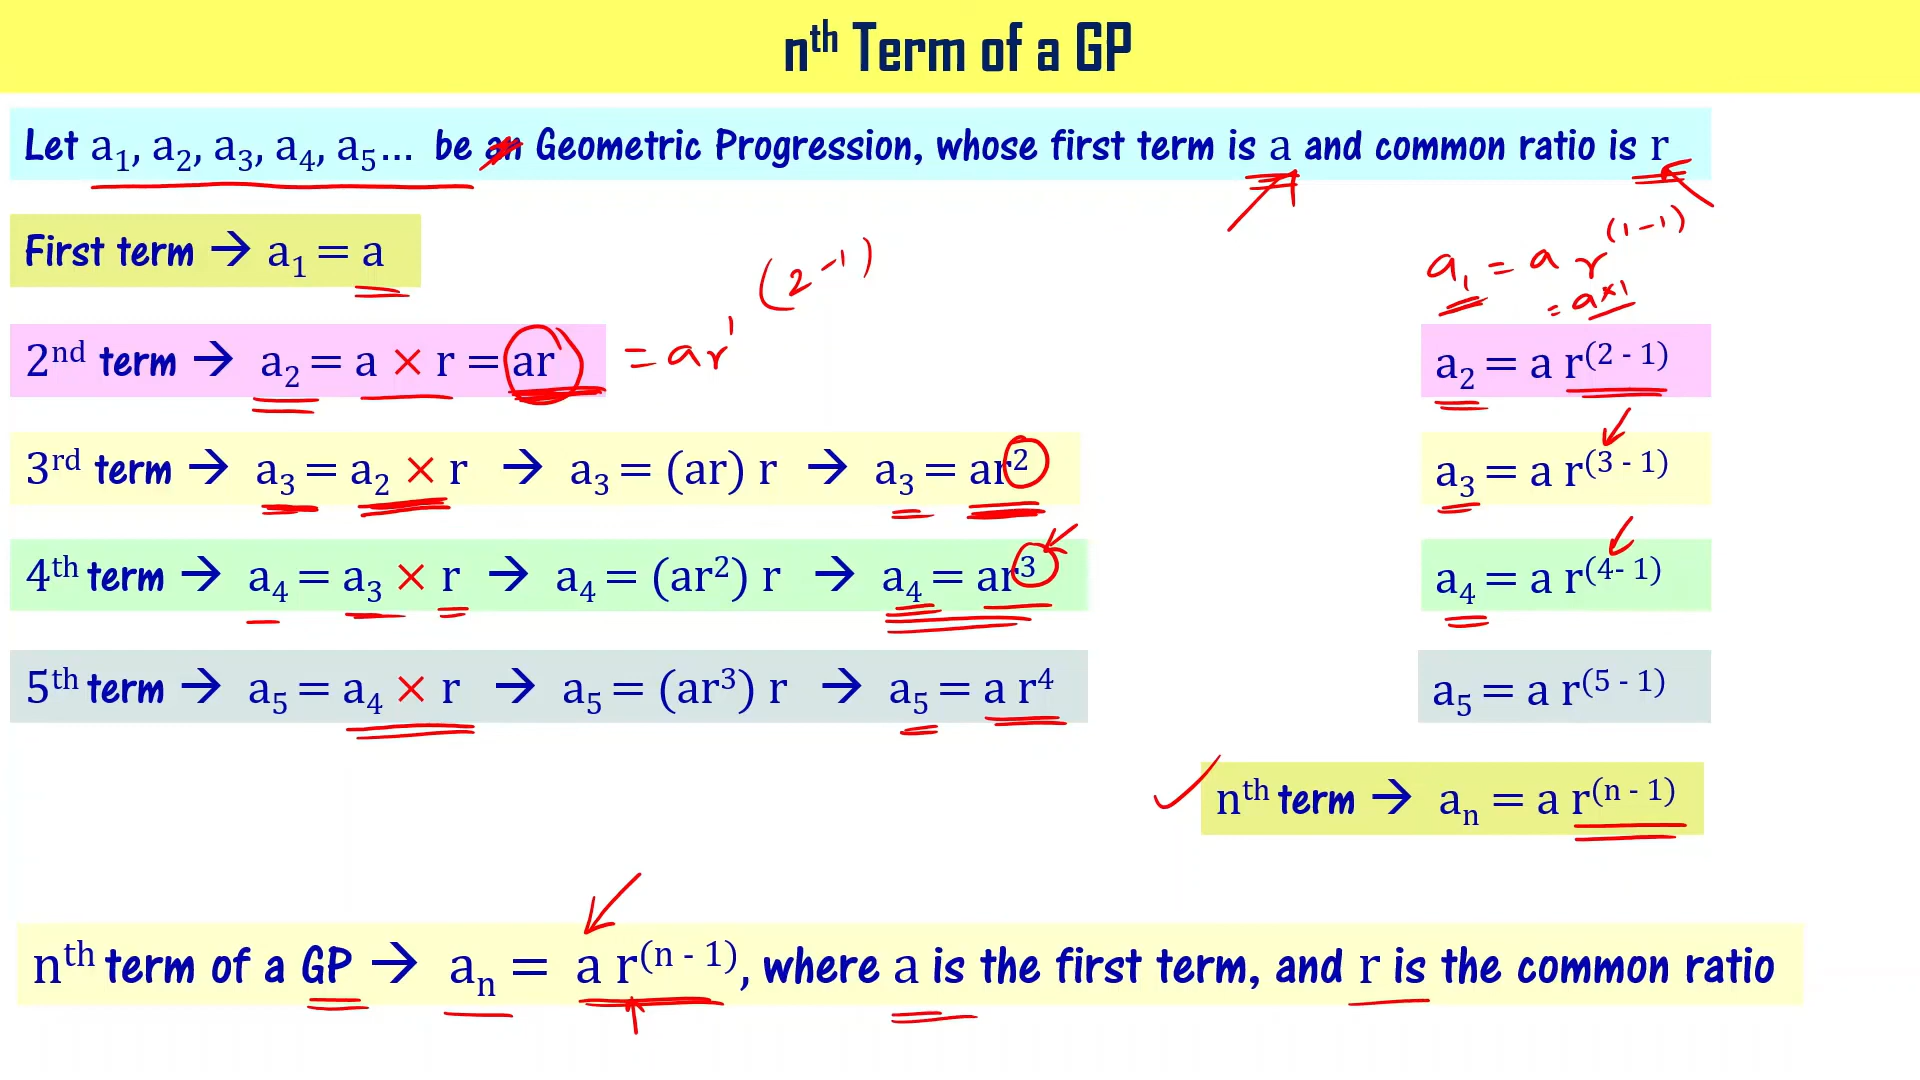 nth Term of a GP
Let a1, a2, a3, a4, a5... be an Geometric Progression, whose first term is a and common ratio is r
First term → a1 = a
(2 - 1)
a1 = a r(1 - 1)
= a × 1
2nd term → a2 = a × r = ar = ar1
a2 = a r(2 - 1)
3rd term → a3 = a2 × r → a3 = (ar) r → a3 = ar2
a3 = a r(3 - 1)
4th term → a4 = a3 × r → a4 = (ar2) r → a4 = ar3
a4 = a r(4- 1)
5th term → a5 = a4 × r → a5 = (ar3) r → a5 = a r4
a5 = a r(5 - 1)
nth term → an = a r(n - 1)
nth term of a GP → an = a r(n - 1), where a is the first term, and r is the common ratio